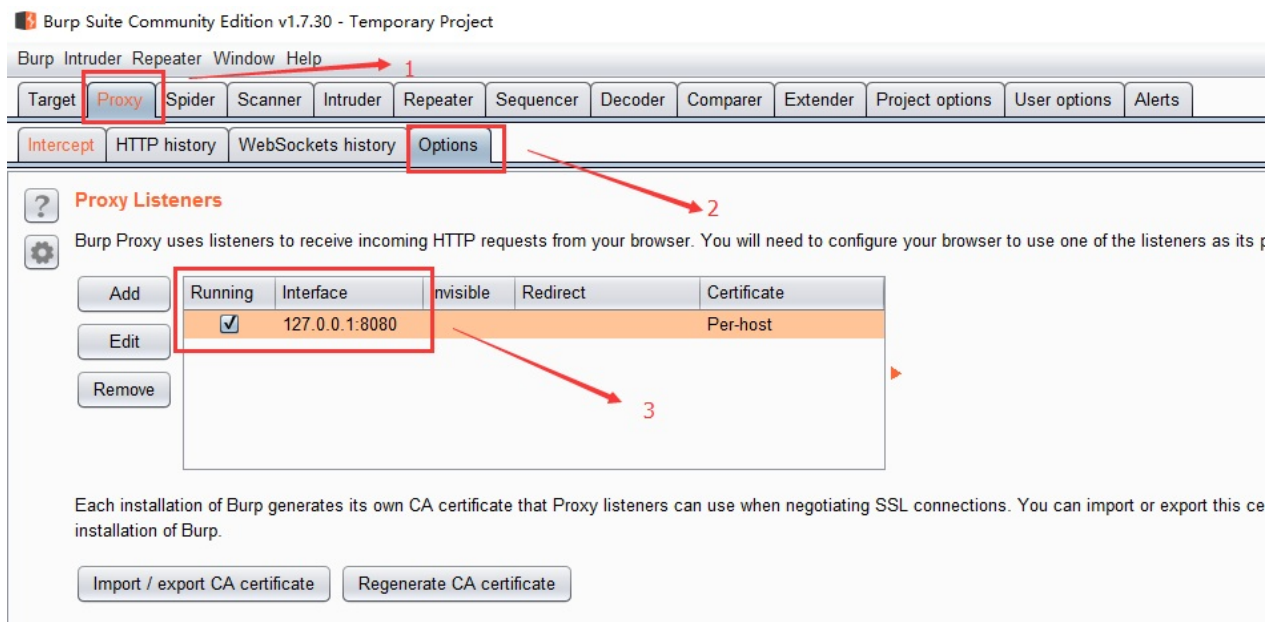 Burp Suite Community Edition v1.7.30 - Temporary Project
Burp Intruder Repeater Window Help
1
Target Proxy Spider Scanner Intruder Repeater Sequencer Decoder Comparer Extender Project options User options Alerts
Intercept HTTP history WebSockets history Options
2
? Proxy Listeners
Burp Proxy uses listeners to receive incoming HTTP requests from your browser. You will need to configure your browser to use one of the listeners as its p
Add Running Interface nvisible Redirect Certificate
127.0.0.1:8080 Per-host
Edit
Remove
3
Each installation of Burp generates its own CA certificate that Proxy listeners can use when negotiating SSL connections. You can import or export this ce
installation of Burp.
Import / export CA certificate Regenerate CA certificate